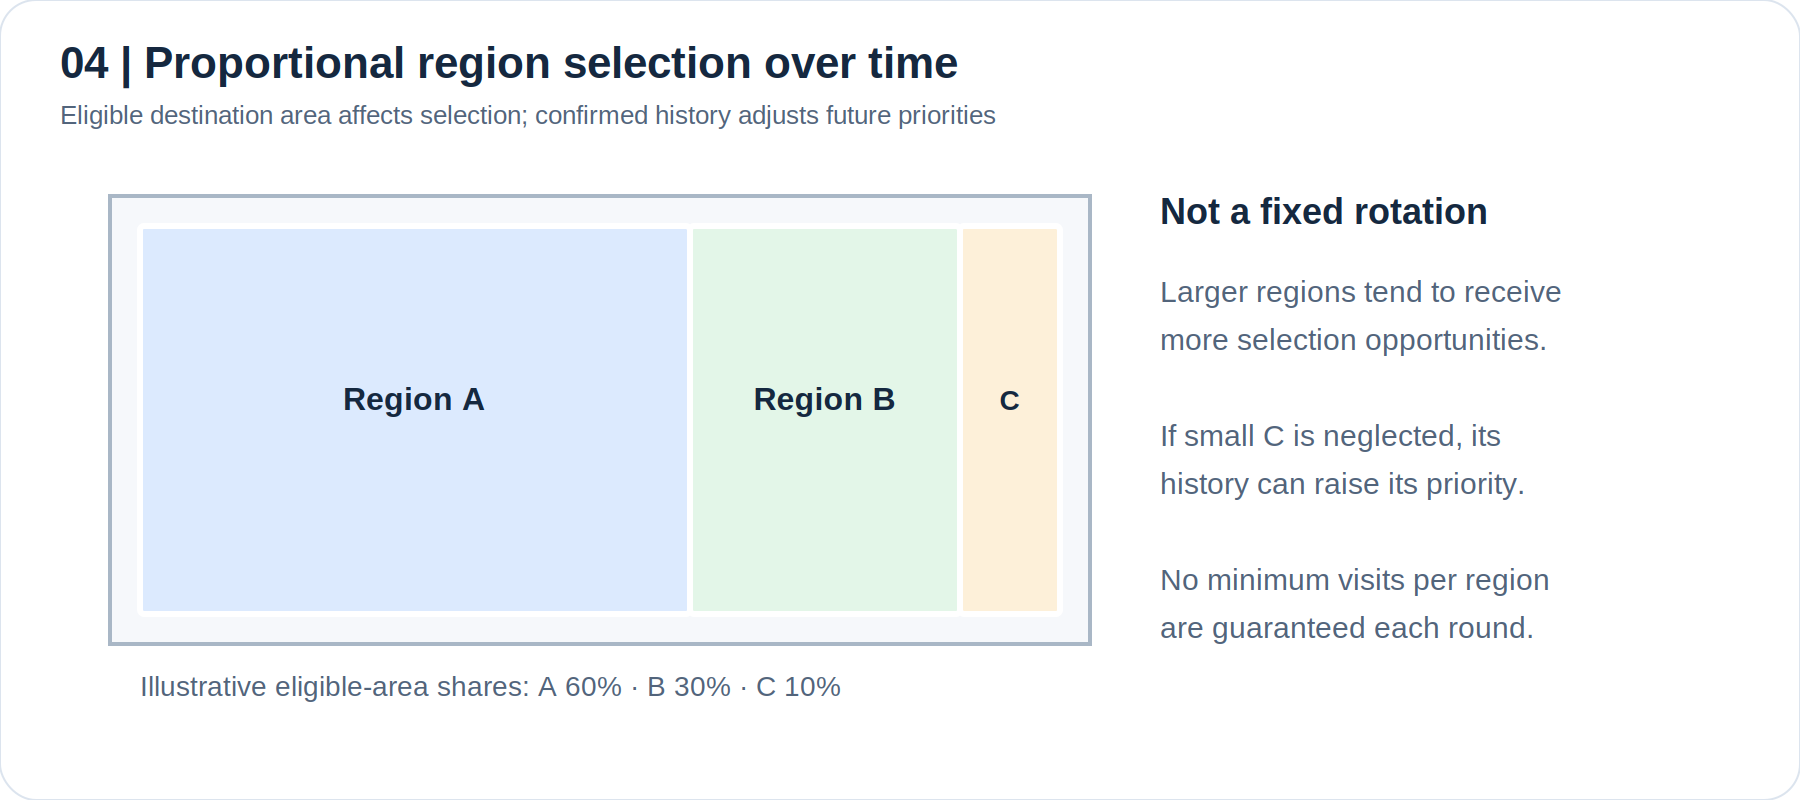 04 | Proportional region selection over time
Eligible destination area affects selection; confirmed history adjusts future priorities
Region A
Region B
C
Illustrative eligible-area shares: A 60% · B 30% · C 10%
Not a fixed rotation
Larger regions tend to receive
more selection opportunities.
If small C is neglected, its
history can raise its priority.
No minimum visits per region
are guaranteed each round.